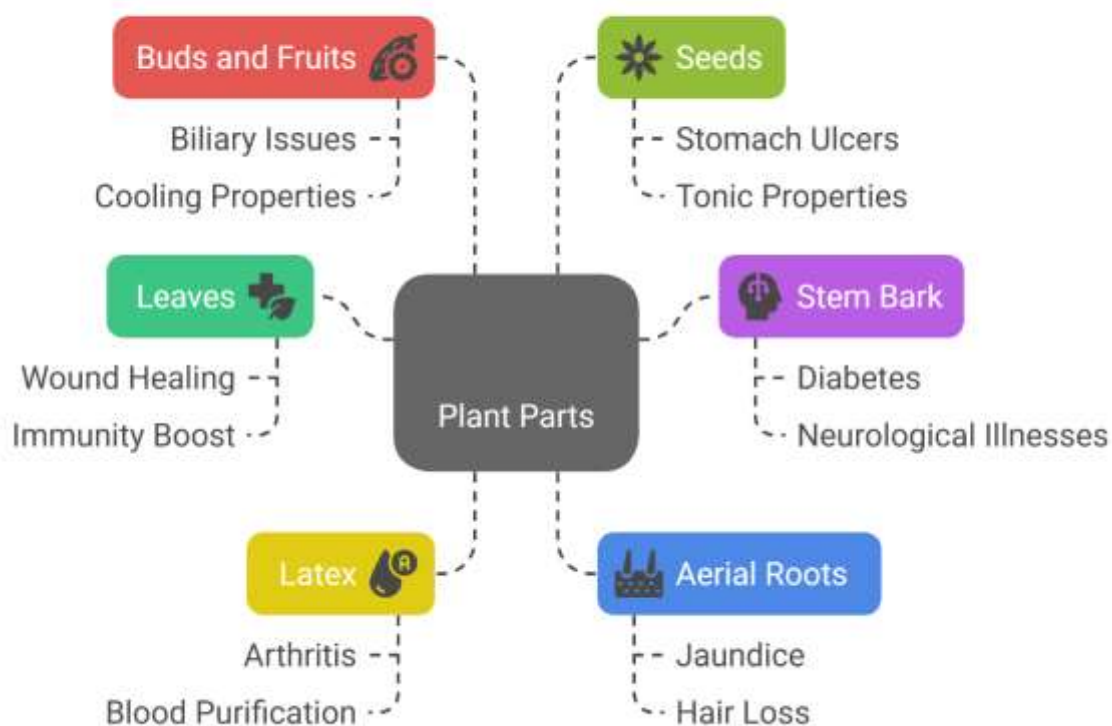 Buds and Fruits
Biliary Issues
Cooling Properties
Seeds
Stomach Ulcers
Tonic Properties
Leaves
Wound Healing
Immunity Boost
Plant Parts
Stem Bark
Diabetes
Neurological Illnesses
Latex
A
Arthritis
Blood Purification
Aerial Roots
Jaundice
Hair Loss